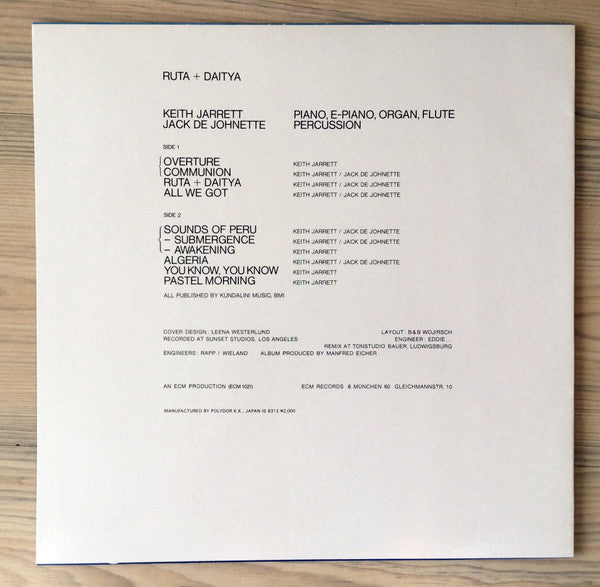 RUTA + DAITYA
KEITH JARRETT PIANO, E-PIANO, ORGAN, FLUTE
JACK DE JOHNETTE PERCUSSION
SIDE 1
OVERTURE KEITH JARRETT
COMMUNION KEITH JARRETT / JACK DE JOHNETTE
RUTA + DAITYA KEITH JARRETT / JACK DE JOHNETTE
ALL WE GOT KEITH JARRETT / JACK DE JOHNETTE
SIDE 2
SOUNDS OF PERU KEITH JARRETT / JACK DE JOHNETTE
– SUBMERGENCE KEITH JARRETT / JACK DE JOHNETTE
– AWAKENING KEITH JARRETT
ALGERIA KEITH JARRETT / JACK DE JOHNETTE
YOU KNOW, YOU KNOW KEITH JARRETT
PASTEL MORNING KEITH JARRETT
ALL PUBLISHED BY KUNDALINI MUSIC, BMI
COVER DESIGN: LEENA WESTERLUND LAYOUT: B & B WOJIRSCH
RECORDED AT SUNSET STUDIOS, LOS ANGELES ENGINEER: EDDIE...
REMIX AT TONSTUDIO BAUER, LUDWIGSBURG
ENGINEERS: RAPP / WIELAND ALBUM PRODUCED BY MANFRED EICHER
AN ECM PRODUCTION (ECM 1021) ECM RECORDS 8 MÜNCHEN 60 GLEICHMANNSTR. 10
MANUFACTURED BY POLYDOR K.K., JAPAN IS 8312 ¥2,000